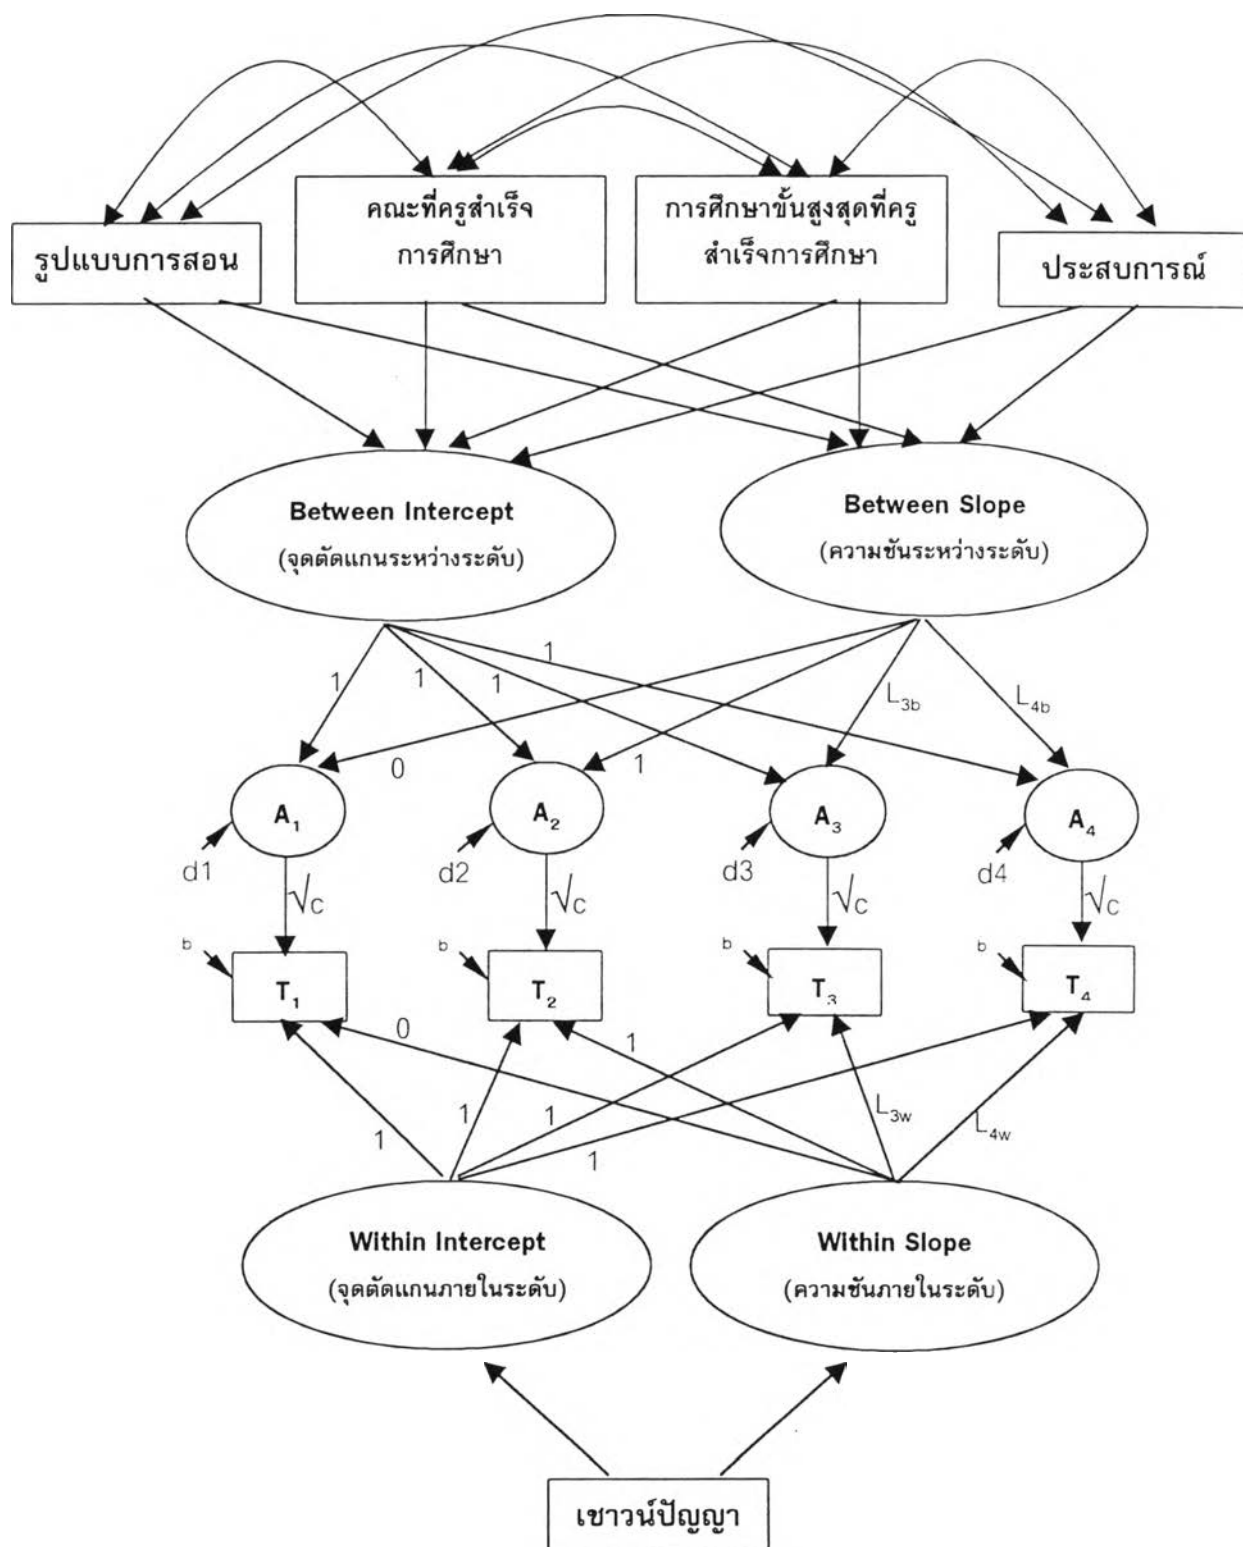 คณะที่ครูสำเร็จ
การศึกษา
การศึกษาขั้นสูงสุดที่ครู
สำเร็จการศึกษา
รูปแบบการสอน
ประสบการณ์
Between Intercept
(จุดตัดแกนระหว่างระดับ)
Between Slope
(ความชันระหว่างระดับ)
1
1
1
1
L3b
L4b
0
1
A1
A2
A3
A4
d1
d2
d3
d4
√c
√c
√c
√c
b
b
b
b
T1
T2
T3
T4
0
1
1
1
1
1
L3w
L4w
Within Intercept
(จุดตัดแกนภายในระดับ)
Within Slope
(ความชันภายในระดับ)
เชาวน์ปัญญา